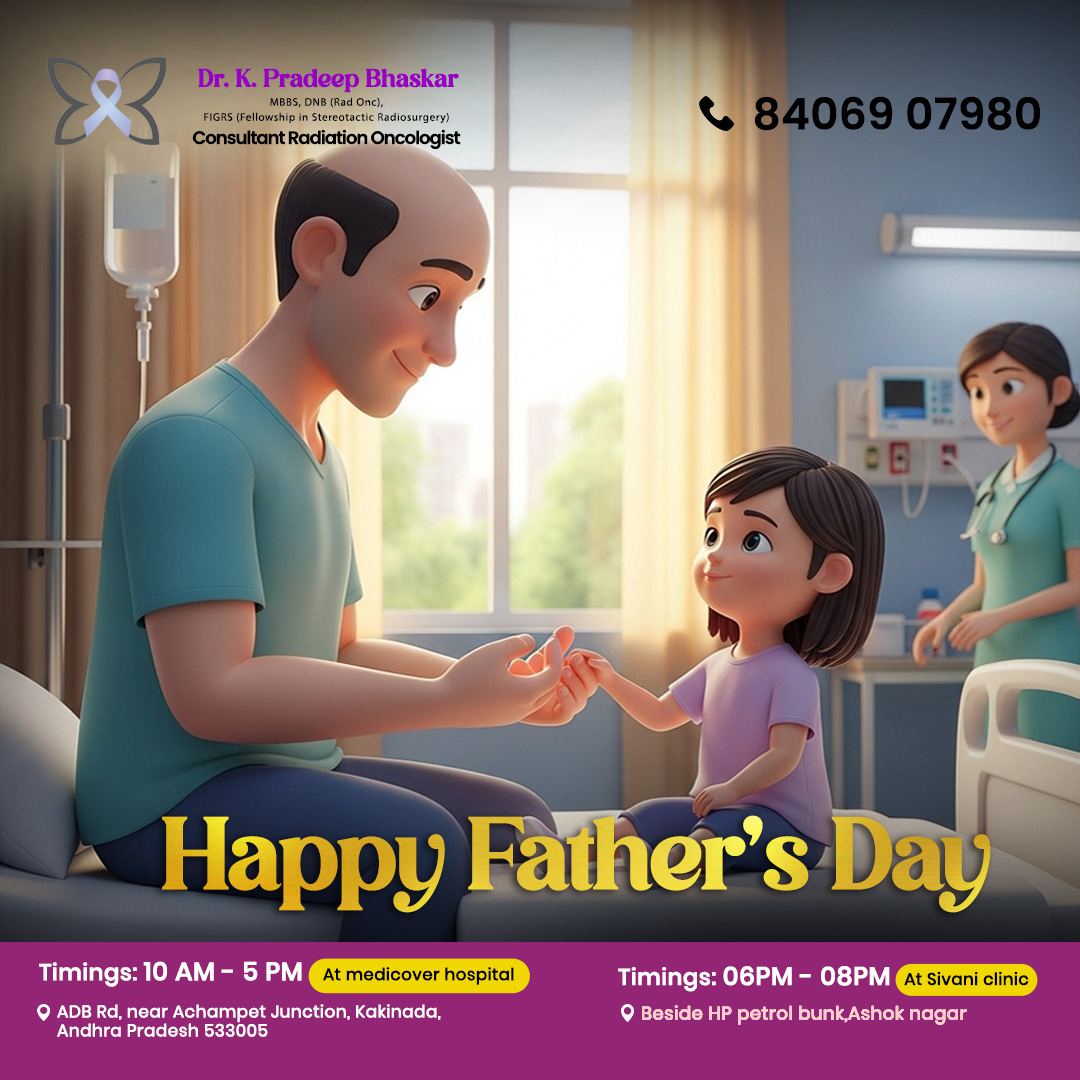 Dr. K. Pradeep Bhaskar
MBBS, DNB (Rad Onc),
FIGRS (Fellowship in Stereotactic Radiosurgery)
Consultant Radiation Oncologist
84069 07980
Happy Father's Day
Timings: 10 AM - 5 PM At medicover hospital
ADB Rd, near Achampet Junction, Kakinada,
Andhra Pradesh 533005
Timings: 06PM - 08PM At Sivani clinic
Beside HP petrol bunk,Ashok nagar